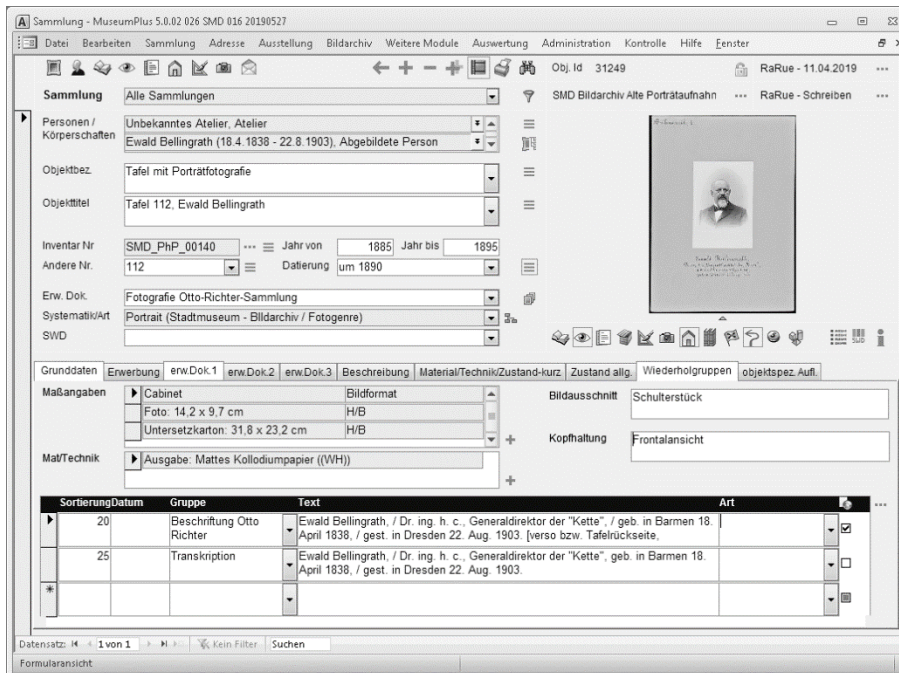 Sammlung - MuseumPlus 5.0.02 026 SMD 016 20190527
Datei Bearbeiten Sammlung Adresse Ausstellung Bildarchiv Weitere Module Auswertung Administration Kontrolle Hilfe Fenster
Obj. Id 31249 RaRue - 11.04.2019
Sammlung Alle Sammlungen
SMD Bildarchiv Alte Porträtaufnahn RaRue - Schreiben
Personen / Körperschaften
Unbekanntes Atelier, Atelier
Ewald Bellingrath (18.4.1838 - 22.8.1903), Abgebildete Person
Objektbez. Tafel mit Porträtfotografie
Objekttitel Tafel 112, Ewald Bellingrath
Inventar Nr SMD_PhP_00140 Jahr von 1885 Jahr bis 1895
Andere Nr. 112 Datierung um 1890
Erw. Dok. Fotografie Otto-Richter-Sammlung
Systematik/Art Portrait (Stadtmuseum - BIldarchiv / Fotogenre)
SWD
Grunddaten Erwerbung erw.Dok.1 erw.Dok.2 erw.Dok.3 Beschreibung Material/Technik/Zustand-kurz Zustand allg. Wiederholgruppen objektspez. Aufl.
Maßangaben Cabinet Bildformat
Foto: 14,2 x 9,7 cm H/B
Untersetzkarton: 31,8 x 23,2 cm H/B
Bildausschnitt Schulterstück
Kopfhaltung Frontalansicht
Mat/Technik Ausgabe: Mattes Kollodiumpapier ((WH))
Sortierung Datum Gruppe Text Art
20 Beschriftung Otto Richter
Ewald Bellingrath, / Dr. ing. h. c., Generaldirektor der "Kette", / geb. in Barmen 18.
April 1838, / gest. in Dresden 22. Aug. 1903. [verso bzw. Tafelrückseite,
25 Transkription
Ewald Bellingrath, / Dr. ing. h. c., Generaldirektor der "Kette", geb. in Barmen 18.
April 1838, / gest. in Dresden 22. Aug. 1903.
Datensatz: 1 von 1 Kein Filter Suchen
Formularansicht